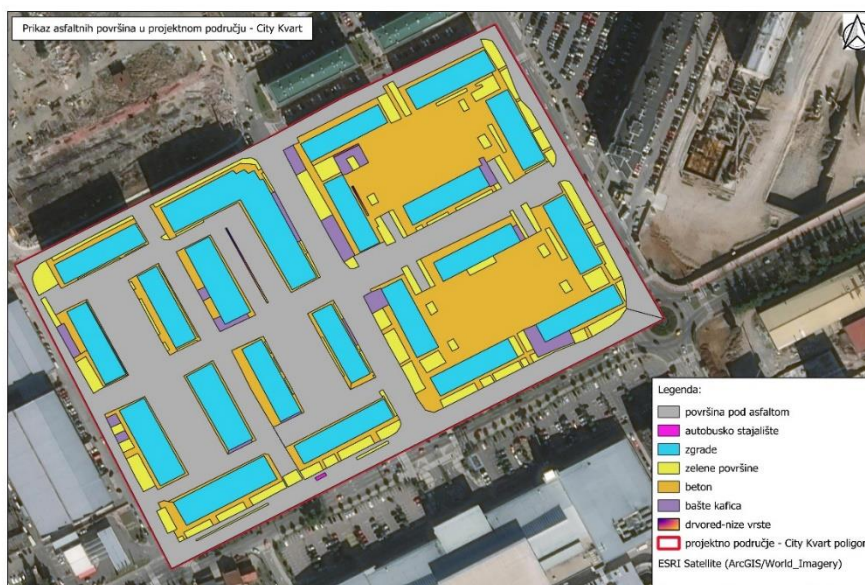 Prikaz asfaltnih površina u projektnom području - City Kvart
Legenda:
površina pod asfaltom
autobusko stajalište
zgrade
zelene površine
beton
bašte kafića
drvored-niže vrste
projektno područje - City Kvart poligon
ESRI Satellite (ArcGIS/World_Imagery)